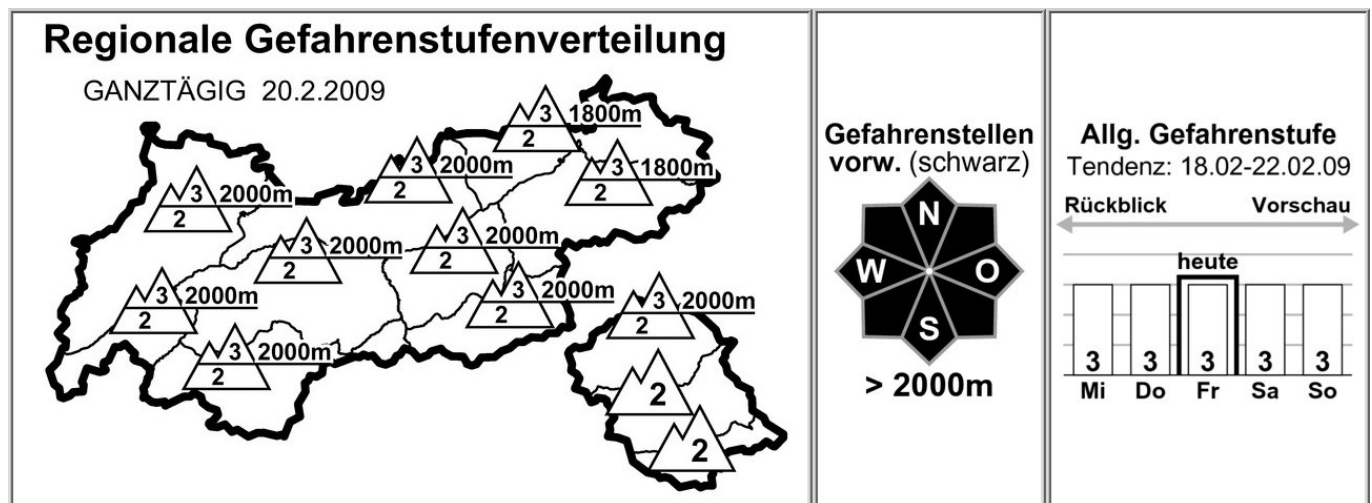 Regionale Gefahrenstufenverteilung
GANZTÄGIG 20.2.2009
3 1800m
2
3 2000m
2
3 1800m
2
3 2000m
2
3 2000m
2
3 2000m
2
3 2000m
2
3 2000m
2
3 2000m
2
3 2000m
2
2
2
Gefahrenstellen
vorw. (schwarz)
N
W O
S
> 2000m
Allg. Gefahrenstufe
Tendenz: 18.02-22.02.09
Rückblick Vorschau
heute
3 3 3 3 3
Mi Do Fr Sa So